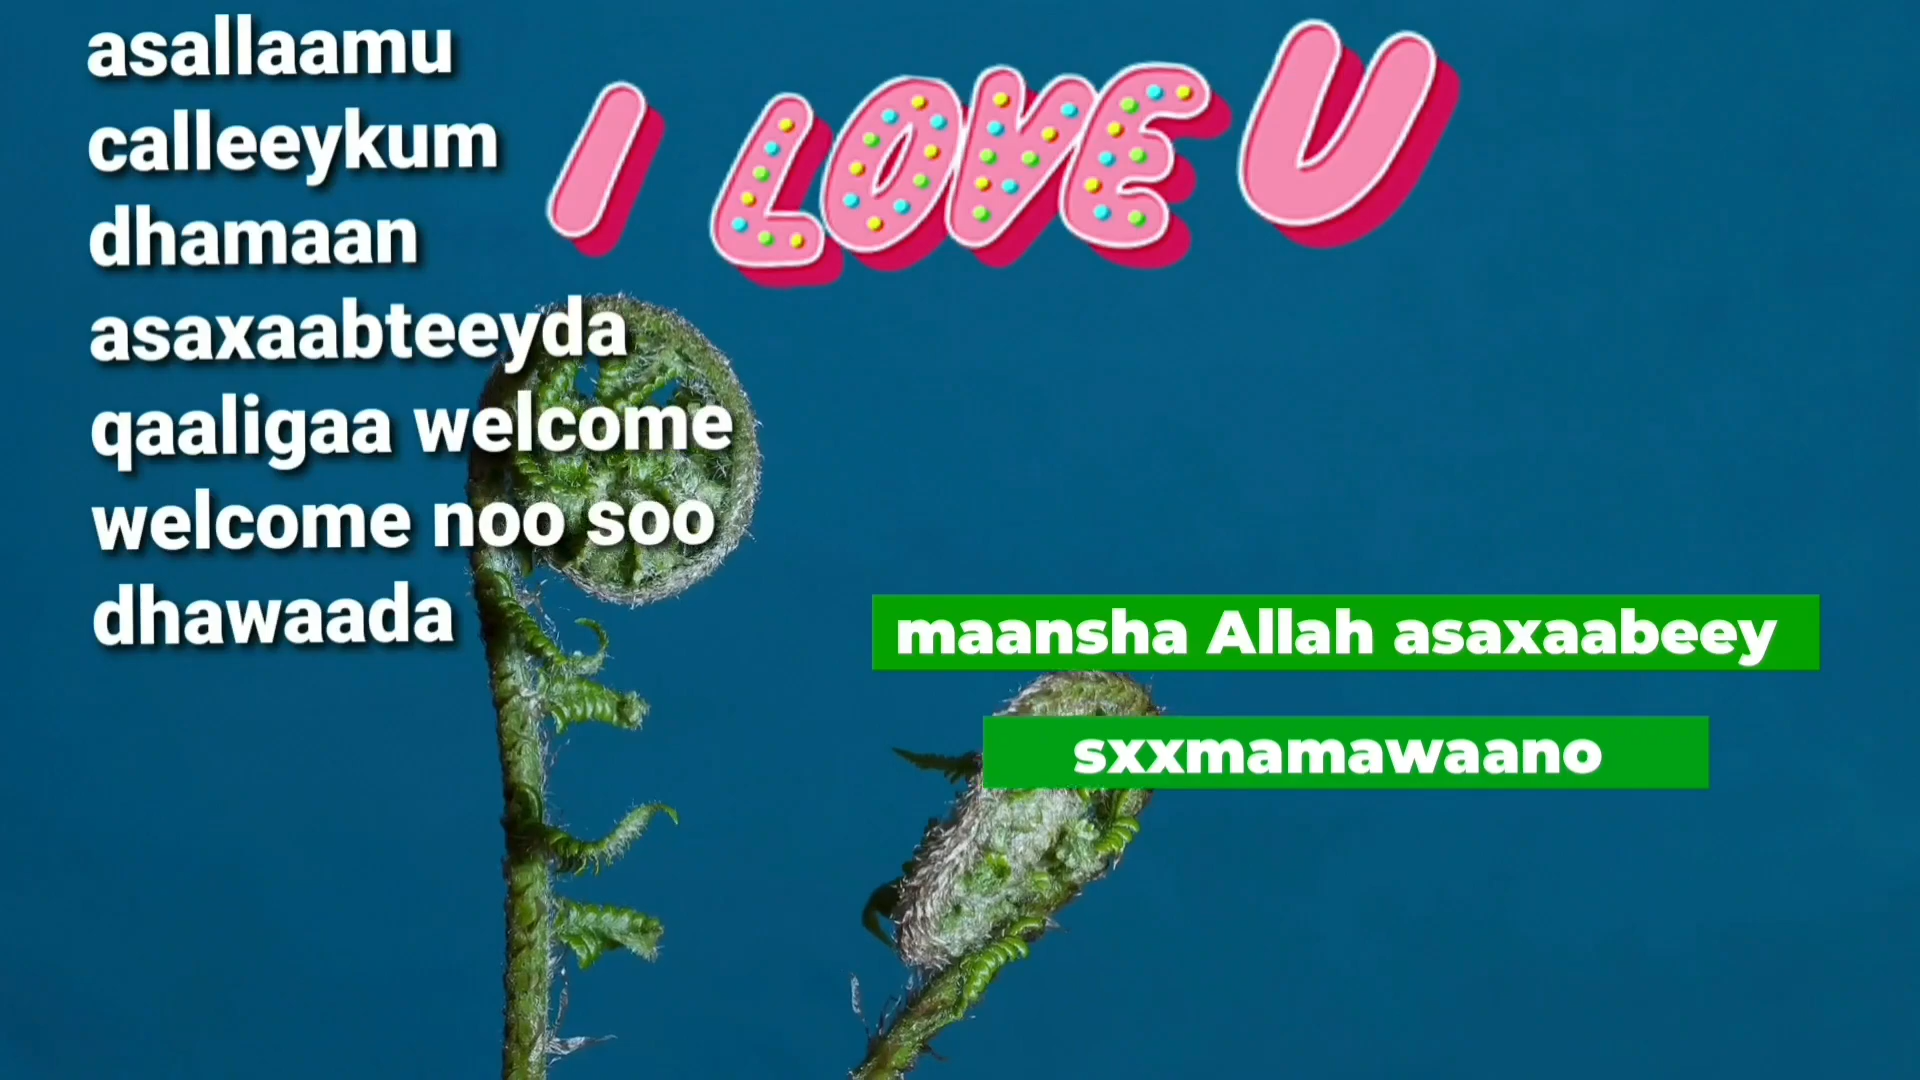 asallaamu
calleeykum
dhamaan
asaxaabteeyda
qaaligaa welcome
welcome noo soo
dhawaada
I LOVE U
maansha Allah asaxaabeey
sxxmamawaano